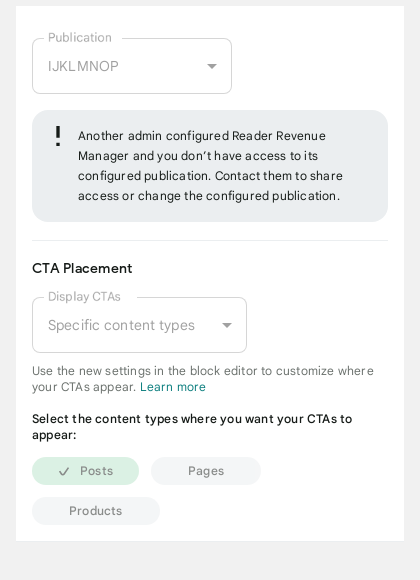 Publication
IJKLMNOP
! Another admin configured Reader Revenue
Manager and you don’t have access to its
configured publication. Contact them to share
access or change the configured publication.
CTA Placement
Display CTAs
Specific content types
Use the new settings in the block editor to customize where
your CTAs appear. Learn more
Select the content types where you want your CTAs to
appear:
Posts
Pages
Products